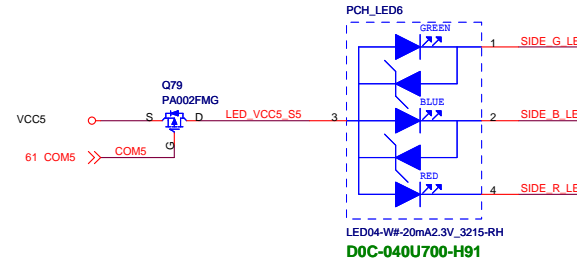 PCH_LED6
GREEN
1 SIDE_G_LE
Q79
PA002FMG
BLUE
VCC5 S D LED_VCC5_S5 3 2 SIDE_B_LE
G
61 COM5 COM5
RED
4 SIDE_R_LE
LED04-W#-20mA2.3V_3215-RH
D0C-040U700-H91